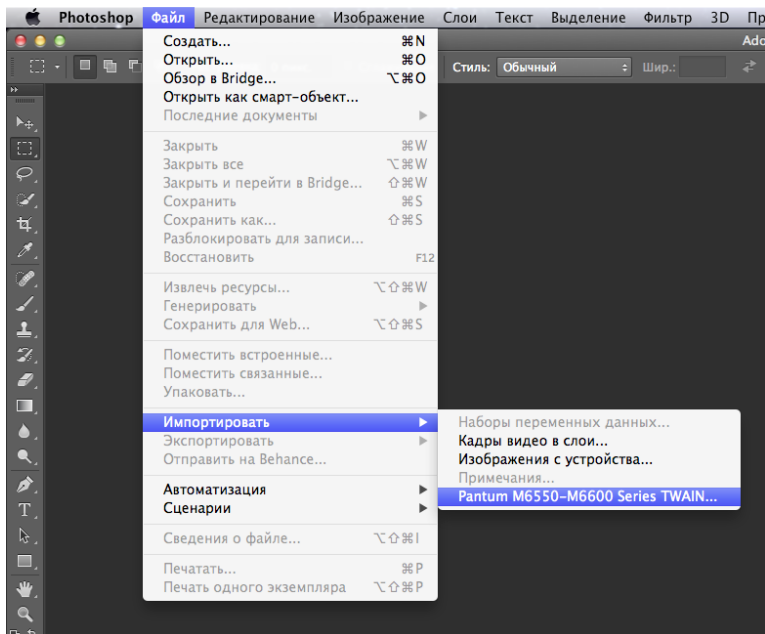 Photoshop Файл Редактирование Изображение Слои Текст Выделение Фильтр 3D Пр
Ado
Стиль: Обычный Шир.:
Создать... ⌘N
Открыть... ⌘O
Обзор в Bridge... ⌥⌘O
Открыть как смарт-объект...
Последние документы
Закрыть ⌘W
Закрыть все ⌥⌘W
Закрыть и перейти в Bridge... ⇧⌘W
Сохранить ⌘S
Сохранить как... ⇧⌘S
Разблокировать для записи...
Восстановить F12
Извлечь ресурсы... ⌥⇧⌘W
Генерировать
Сохранить для Web... ⌥⇧⌘S
Поместить встроенные...
Поместить связанные...
Упаковать...
Импортировать
Экспортировать
Отправить на Behance...
Автоматизация
Сценарии
Сведения о файле... ⌥⇧⌘I
Печатать... ⌘P
Печать одного экземпляра ⌥⇧⌘P
Наборы переменных данных...
Кадры видео в слои...
Изображения с устройства...
Примечания...
Pantum M6550-M6600 Series TWAIN...